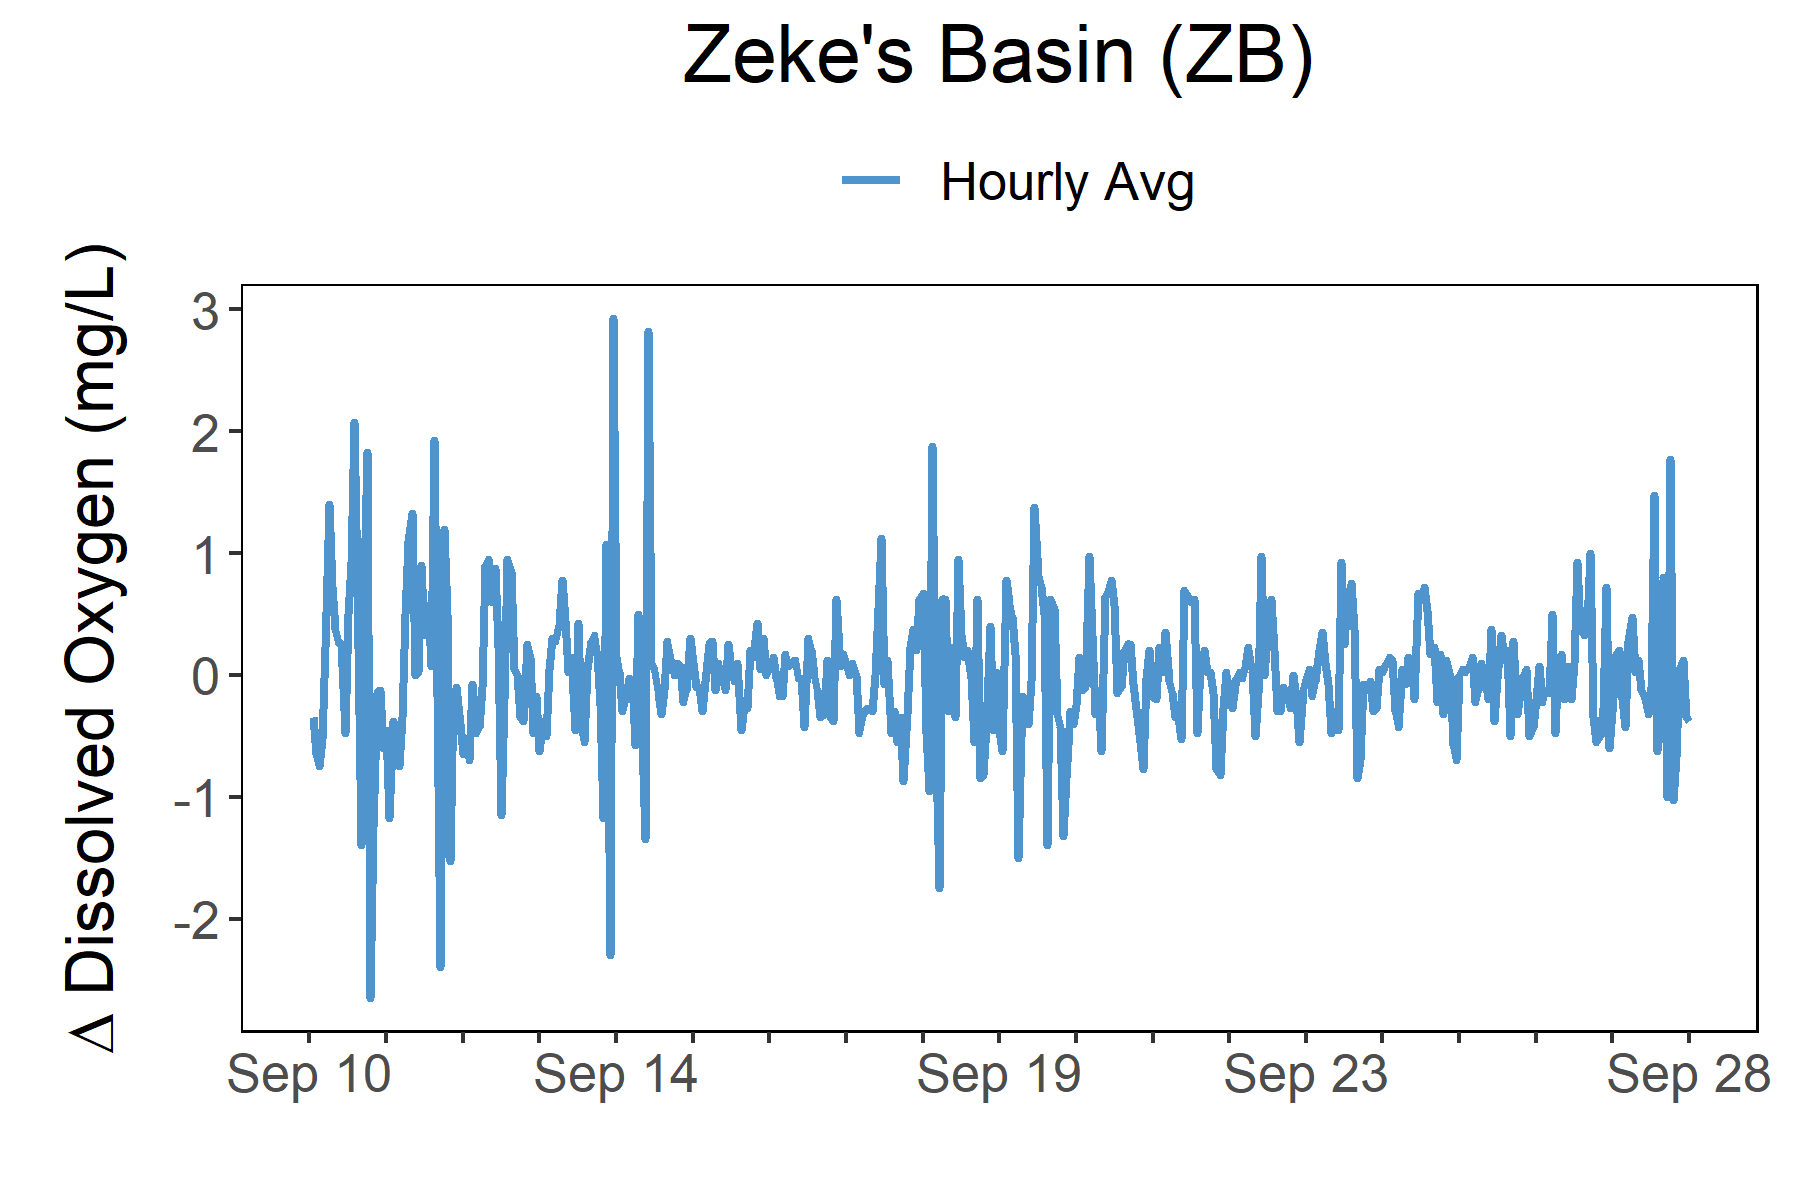 Zeke's Basin (ZB)
Hourly Avg
Δ Dissolved Oxygen (mg/L)
3
2
1
0
-1
-2
Sep 10 Sep 14 Sep 19 Sep 23 Sep 28